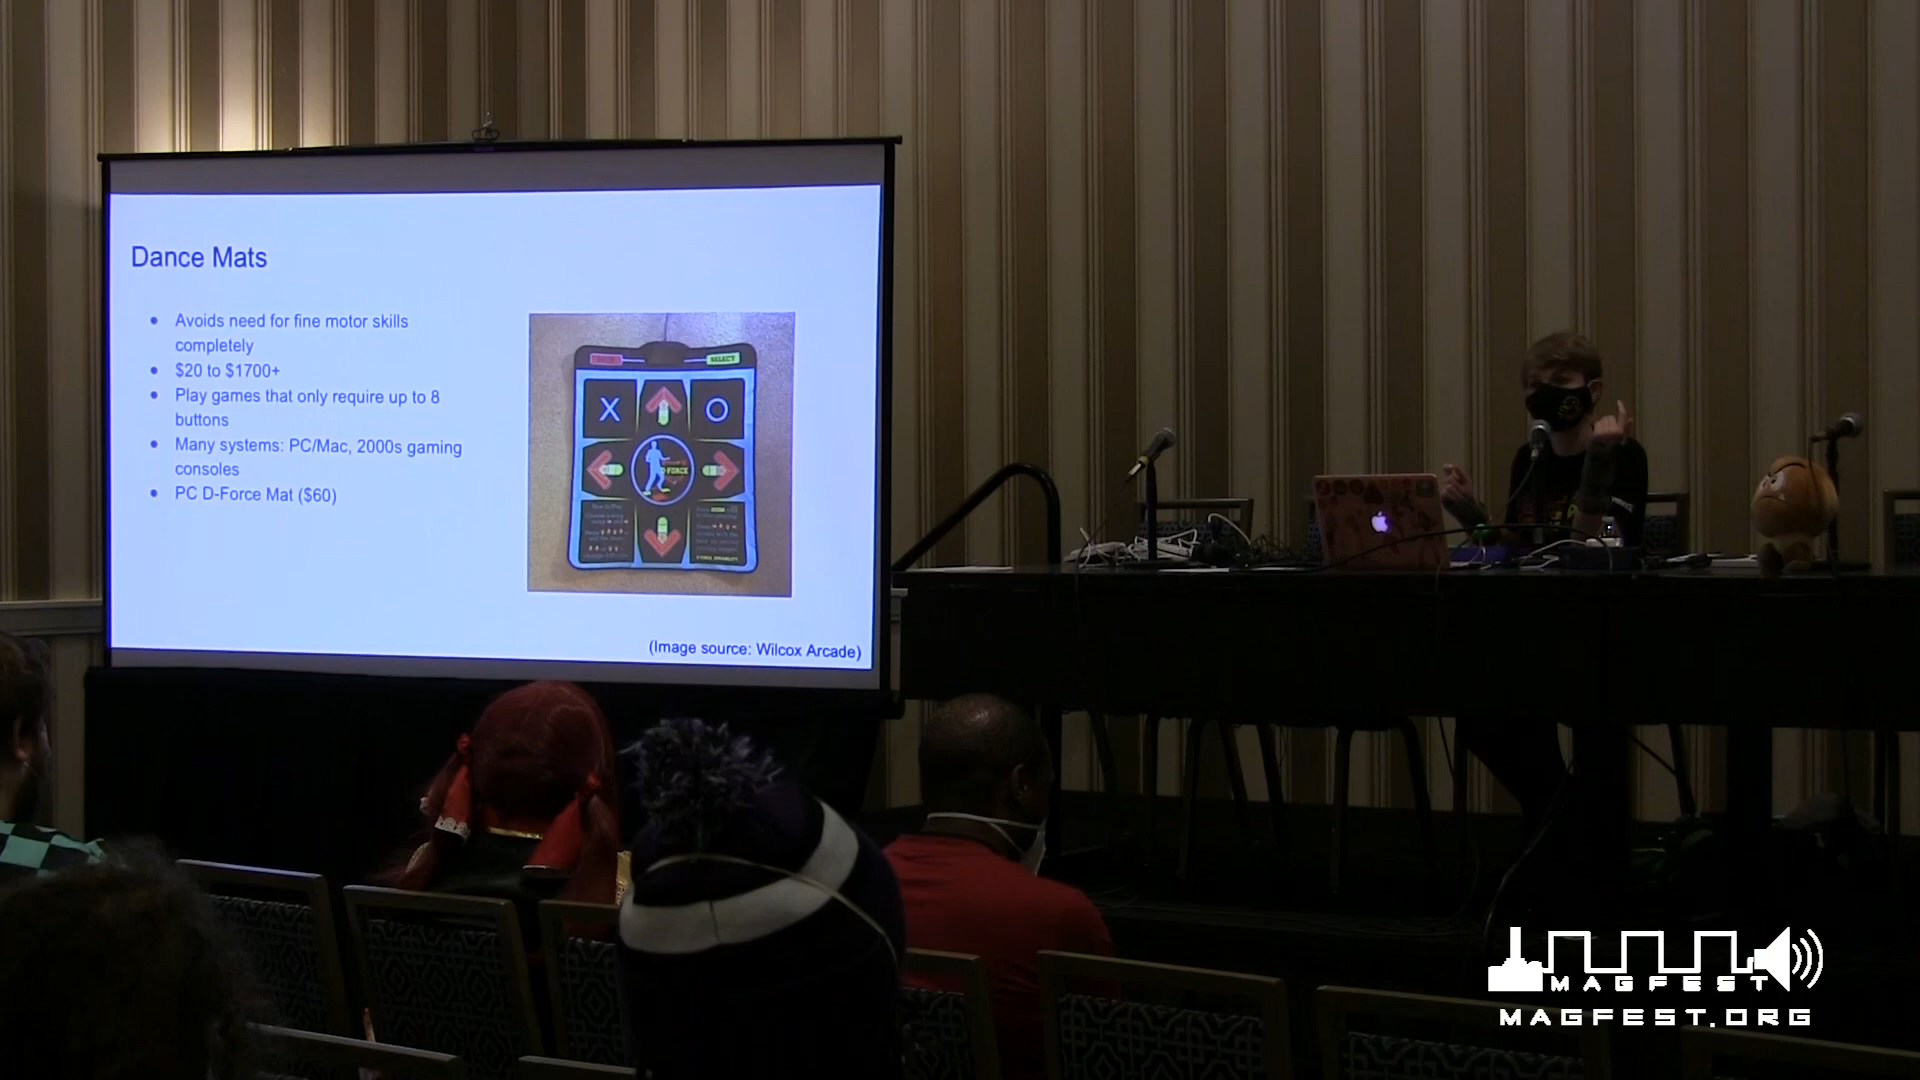 Dance Mats
● Avoids need for fine motor skills
completely
● $20 to $1700+
● Play games that only require up to 8
buttons
● Many systems: PC/Mac, 2000s gaming
consoles
● PC D-Force Mat ($60)
SELECT
X
O
D-FORCE
(Image source: Wilcox Arcade)
MAGFEST
MAGFEST.ORG